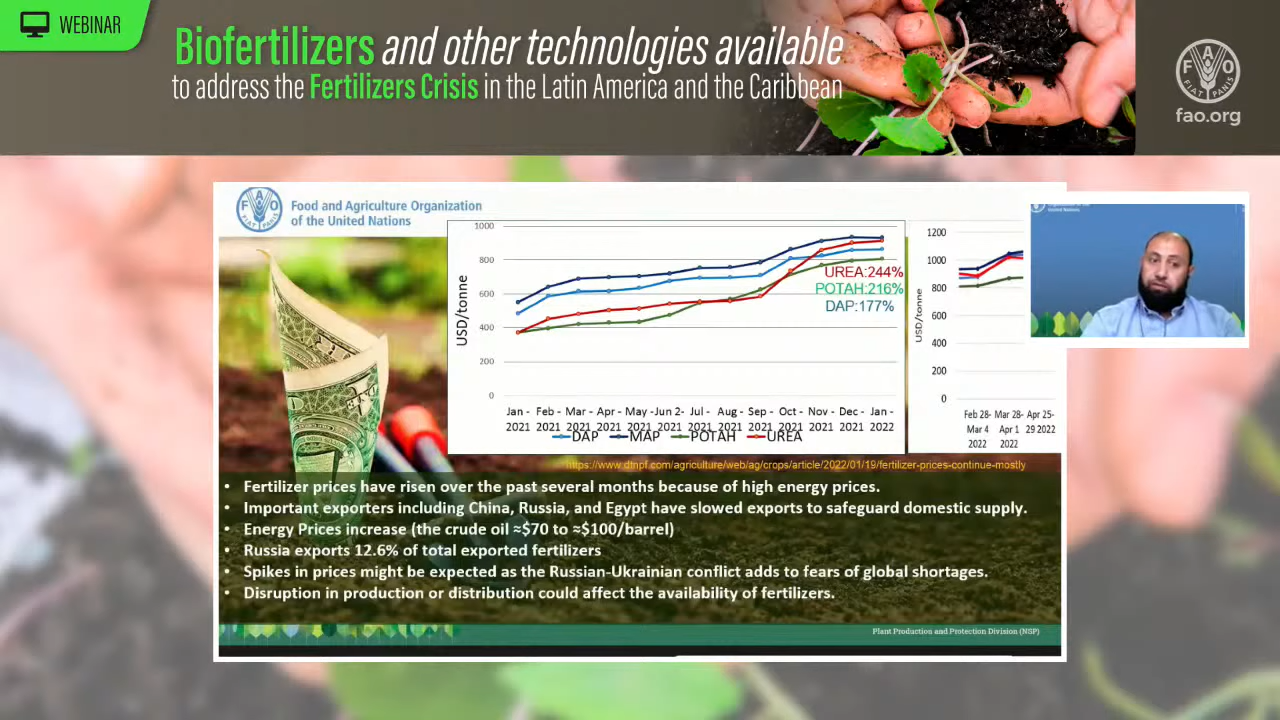 WEBINAR
Biofertilizers and other technologies available
to address the Fertilizers Crisis in the Latin America and the Caribbean
FAO
FIAT PANIS
fao.org
FAO
FIAT PANIS
Food and Agriculture Organization
of the United Nations
1000
800
600
400
200
0
USD/tonne
UREA:244%
POTAH:216%
DAP:177%
Jan - Feb - Mar - Apr - May - Jun 2- Jul - Aug - Sep - Oct - Nov - Dec - Jan -
2021 2021 2021 2021 2021 2021 2021 2021 2021 2021 2021 2021 2022
DAP MAP POTAH UREA
1200
1000
800
600
400
200
0
USD/tonne
Feb 28- Mar 28- Apr 25-
Mar 4 Apr 1 29 2022
2022 2022
United Nations
https://www.dtnpf.com/agriculture/web/ag/crops/article/2022/01/19/fertilizer-prices-continue-mostly
• Fertilizer prices have risen over the past several months because of high energy prices.
• Important exporters including China, Russia, and Egypt have slowed exports to safeguard domestic supply.
• Energy Prices increase (the crude oil ≈$70 to ≈$100/barrel)
• Russia exports 12.6% of total exported fertilizers
• Spikes in prices might be expected as the Russian-Ukrainian conflict adds to fears of global shortages.
• Disruption in production or distribution could affect the availability of fertilizers.
Plant Production and Protection Division (NSP)